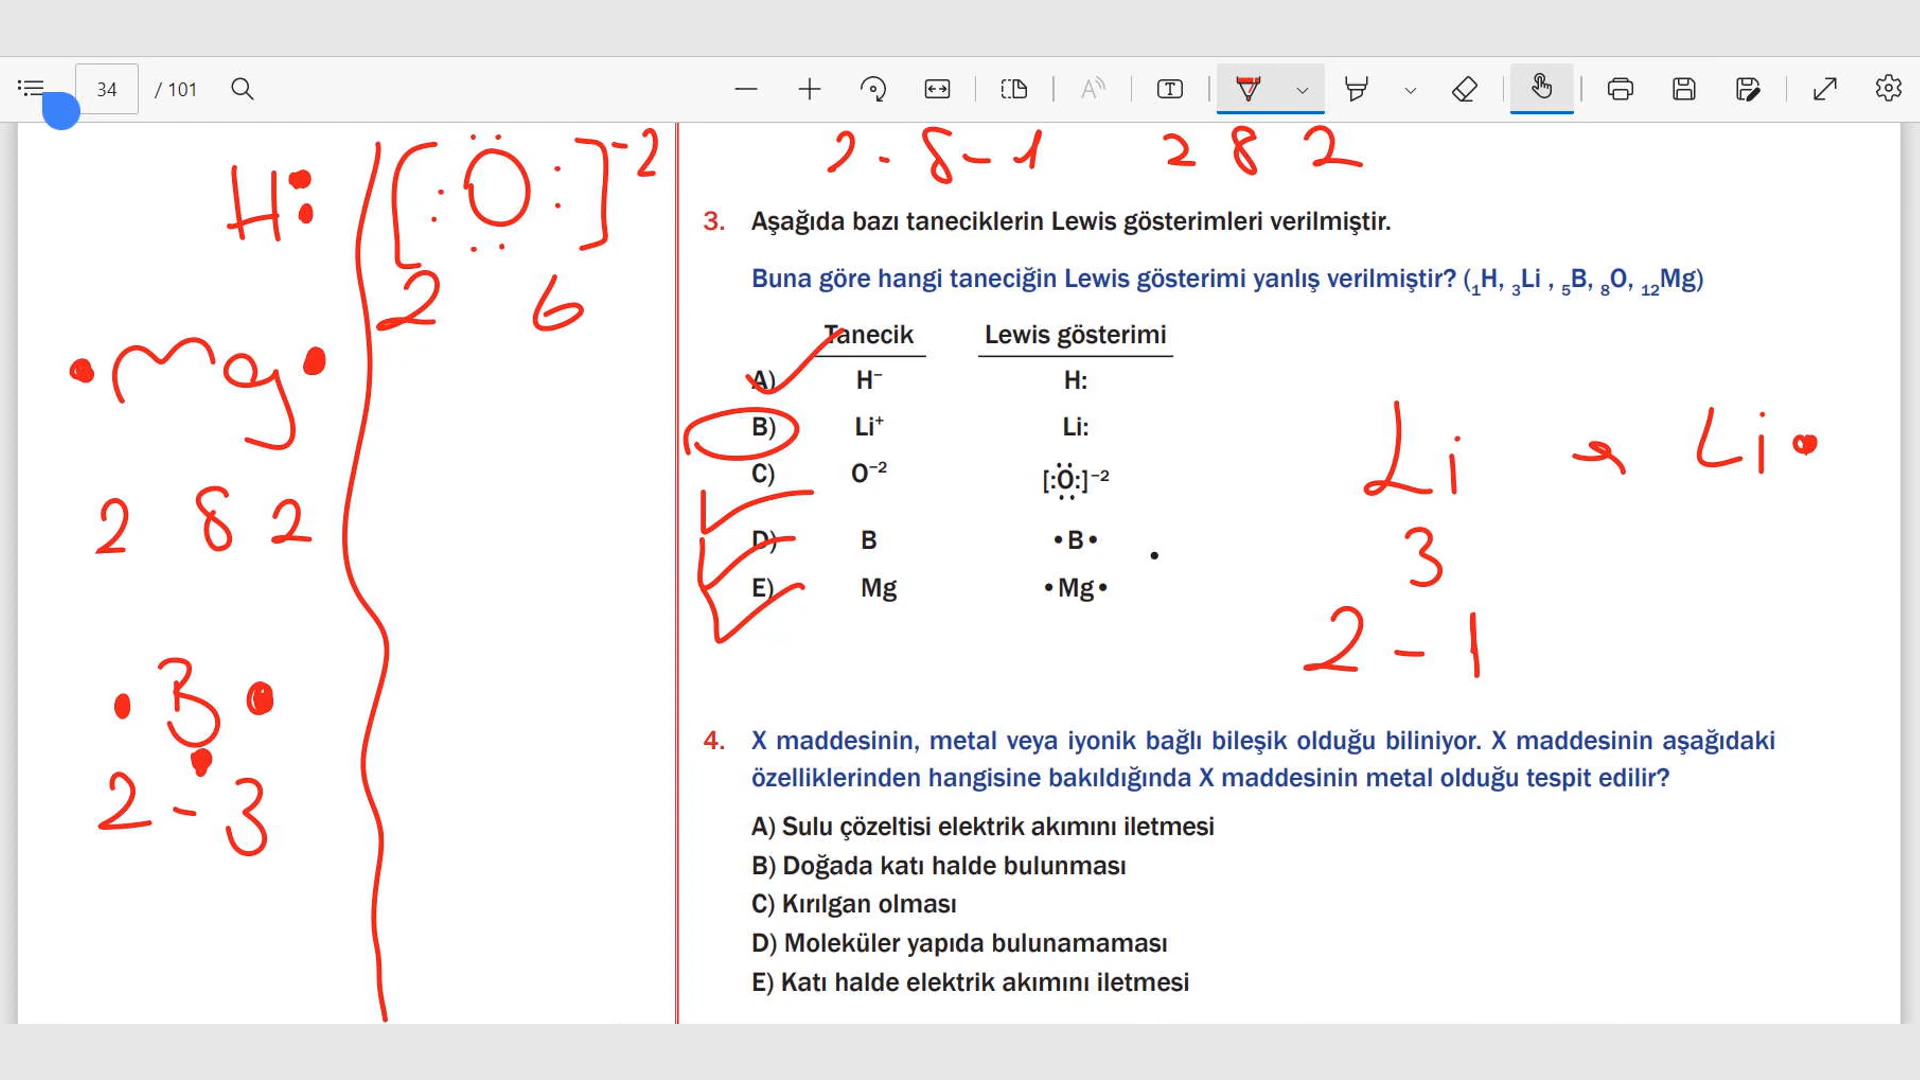 34 / 101
2 - 8 - 1 2 8 2
H: [:Ö:]-2
2 6
• Mg •
2 8 2
• B •
2 - 3
3. Aşağıda bazı taneciklerin Lewis gösterimleri verilmiştir.
Buna göre hangi taneciğin Lewis gösterimi yanlış verilmiştir? (₁H, ₃Li , ₅B, ₈O, ₁₂Mg)
Tanecik Lewis gösterimi
A) H⁻ H:
B) Li⁺ Li:
C) O⁻² [:Ö:]⁻²
D) B •B•
E) Mg •Mg•
Li Li•
3
2 - 1
4. X maddesinin, metal veya iyonik bağlı bileşik olduğu biliniyor. X maddesinin aşağıdaki
özelliklerinden hangisine bakıldığında X maddesinin metal olduğu tespit edilir?
A) Sulu çözeltisi elektrik akımını iletmesi
B) Doğada katı halde bulunması
C) Kırılgan olması
D) Moleküler yapıda bulunamaması
E) Katı halde elektrik akımını iletmesi